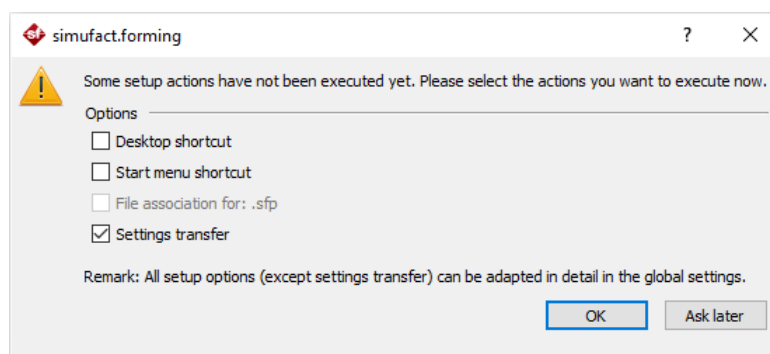 sf simufact.forming ?
Some setup actions have not been executed yet. Please select the actions you want to execute now.
Options
Desktop shortcut
Start menu shortcut
File association for: .sfp
Settings transfer
Remark: All setup options (except settings transfer) can be adapted in detail in the global settings.
OK Ask later